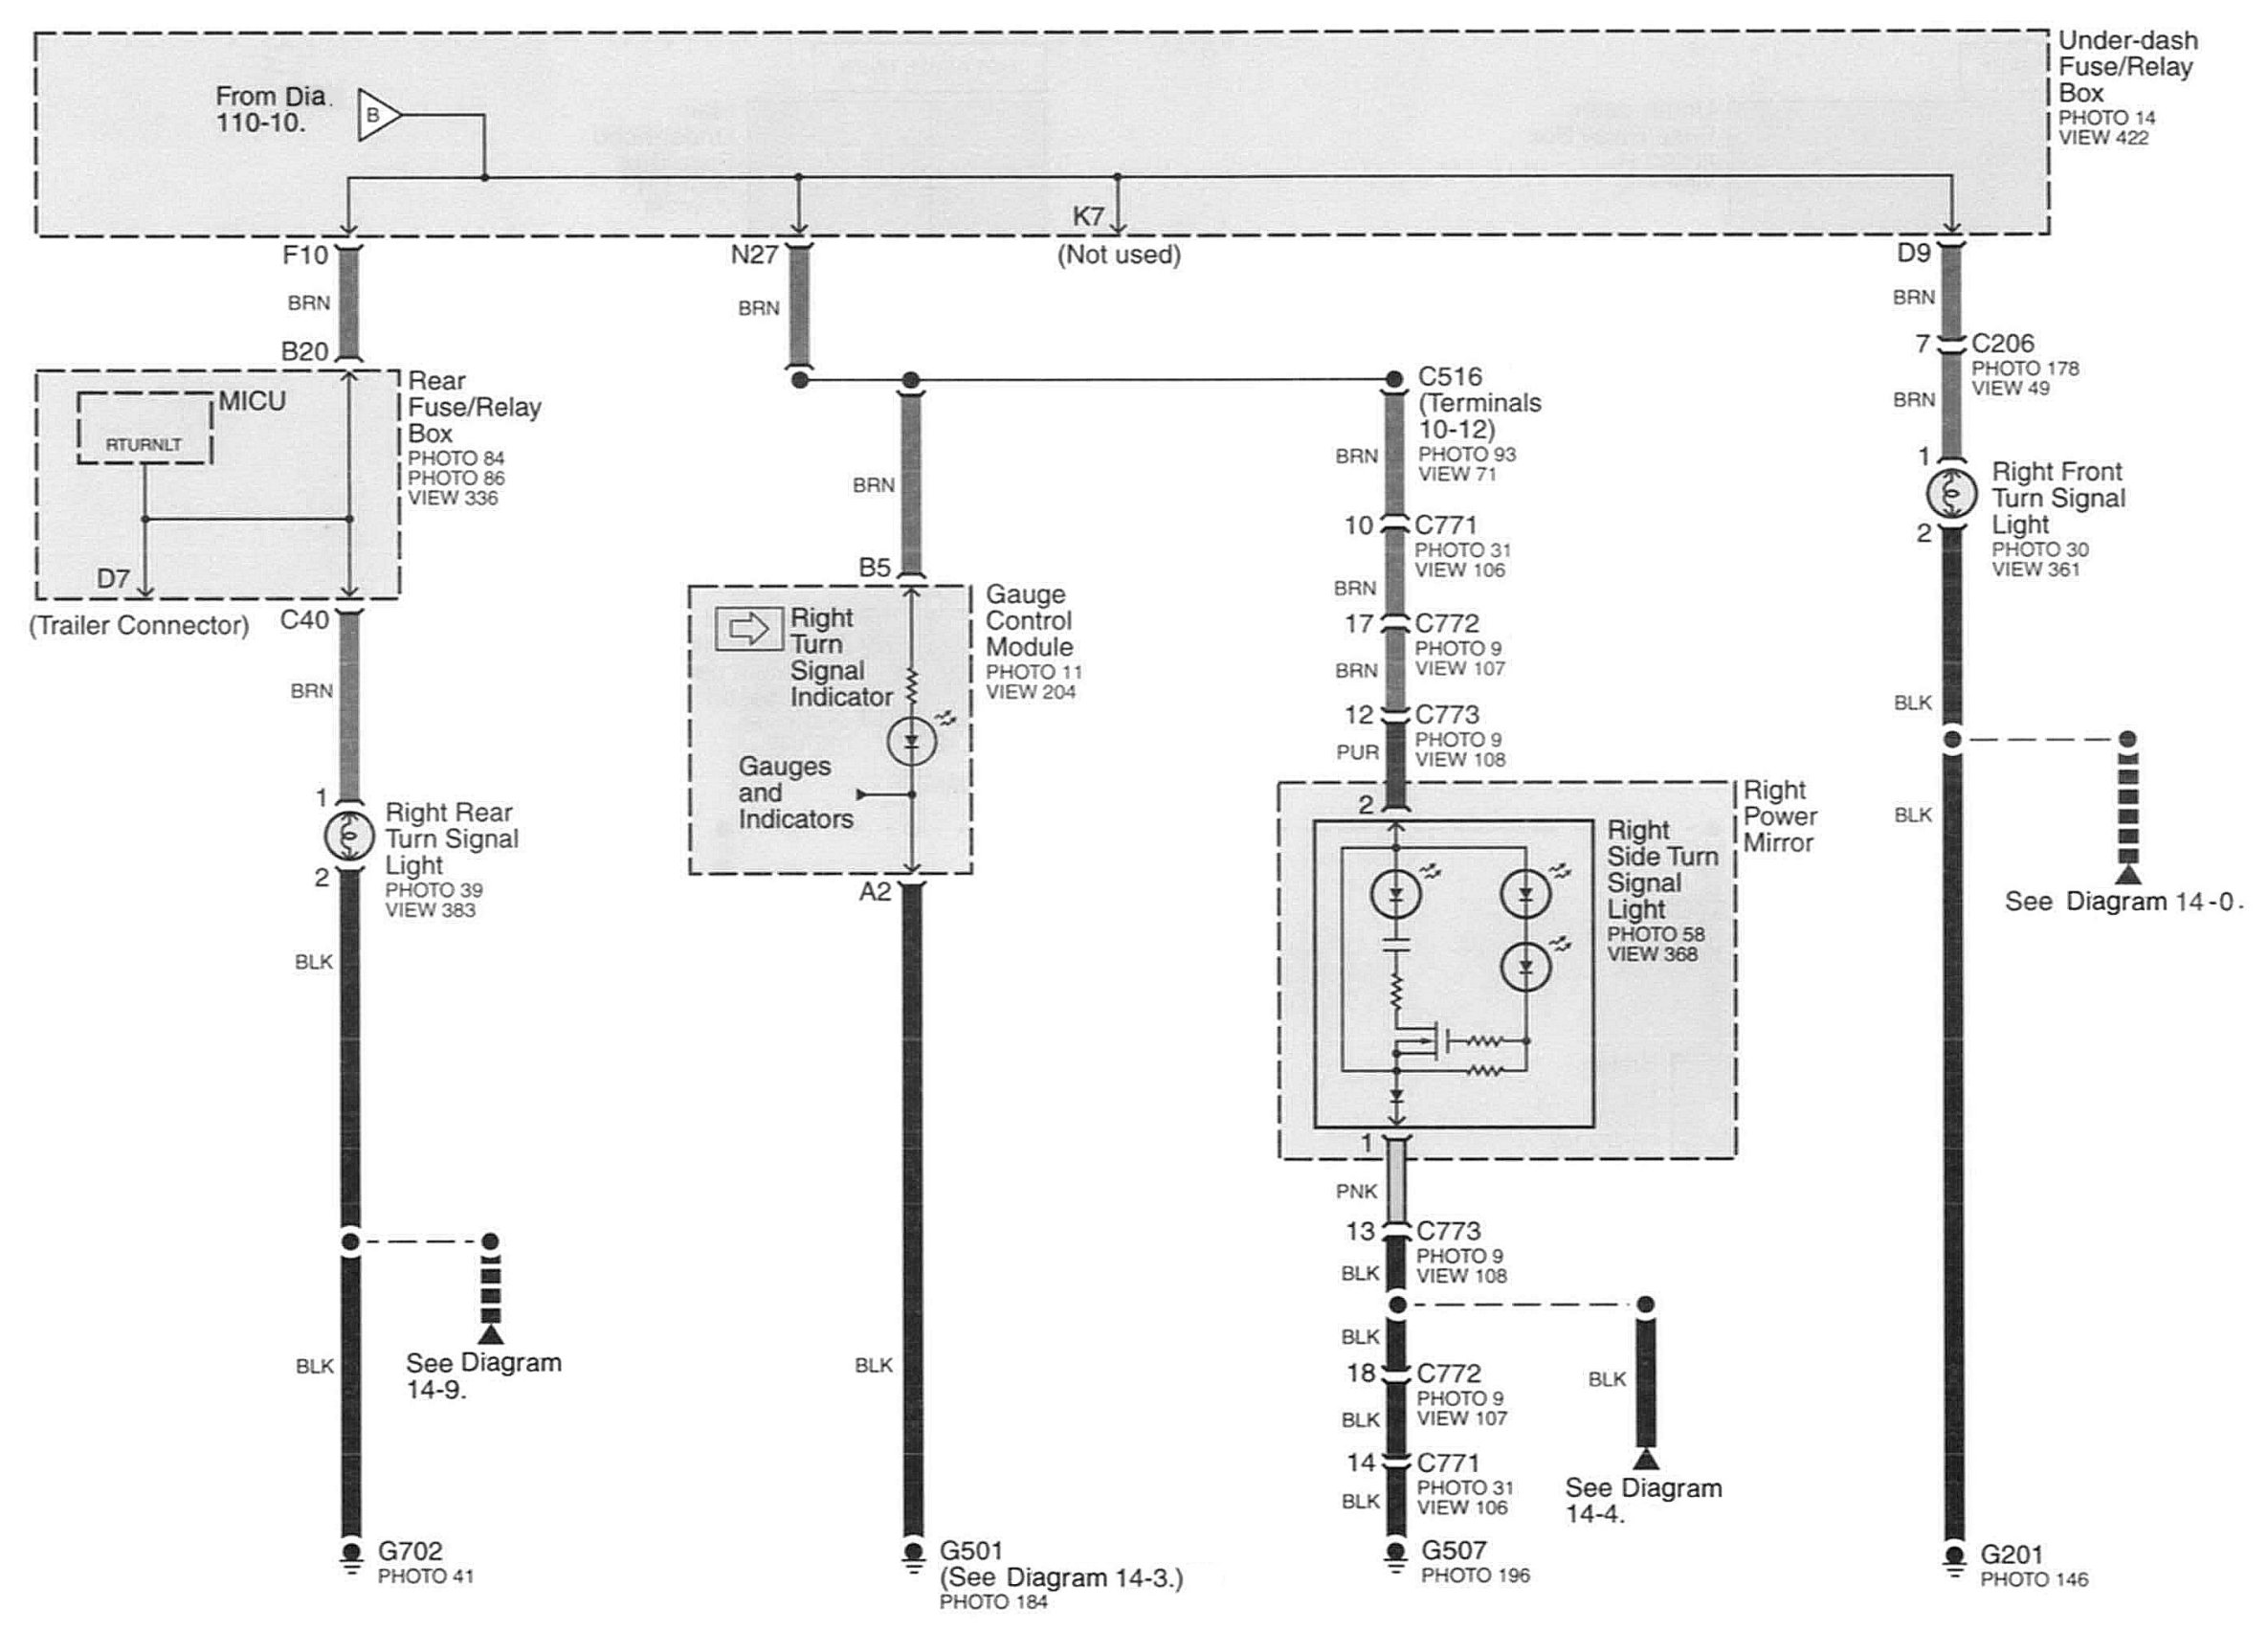 Under-dash
Fuse/Relay
Box
PHOTO 14
VIEW 422
From Dia.
110-10.
B
K7
F10
N27
(Not used)
D9
BRN
BRN
BRN
B20
7
C206
PHOTO 178
VIEW 49
MICU
RTURNLT
Rear
Fuse/Relay
Box
PHOTO 84
PHOTO 86
VIEW 336
D7
(Trailer Connector)
C40
C516
(Terminals
10-12)
PHOTO 93
VIEW 71
BRN
BRN
BRN
1
Right Front
Turn Signal
Light
PHOTO 30
VIEW 361
2
10
C771
PHOTO 31
VIEW 106
B5
BRN
17
C772
PHOTO 9
VIEW 107
Right
Turn
Signal
Indicator
Gauge
Control
Module
PHOTO 11
VIEW 204
BRN
BRN
12
C773
PHOTO 9
VIEW 108
BLK
PUR
Gauges
and
Indicators
1
Right Rear
Turn Signal
Light
PHOTO 39
VIEW 383
2
Right
Power
Mirror
2
Right
Side Turn
Signal
Light
PHOTO 58
VIEW 368
BLK
A2
See Diagram 14-0.
BLK
1
PNK
13
C773
PHOTO 9
VIEW 108
BLK
BLK
18
C772
PHOTO 9
VIEW 107
BLK
See Diagram
14-9.
BLK
BLK
BLK
BLK
14
C771
PHOTO 31
VIEW 106
BLK
See Diagram
14-4.
G702
PHOTO 41
G501
(See Diagram 14-3.)
PHOTO 184
G507
PHOTO 196
G201
PHOTO 146